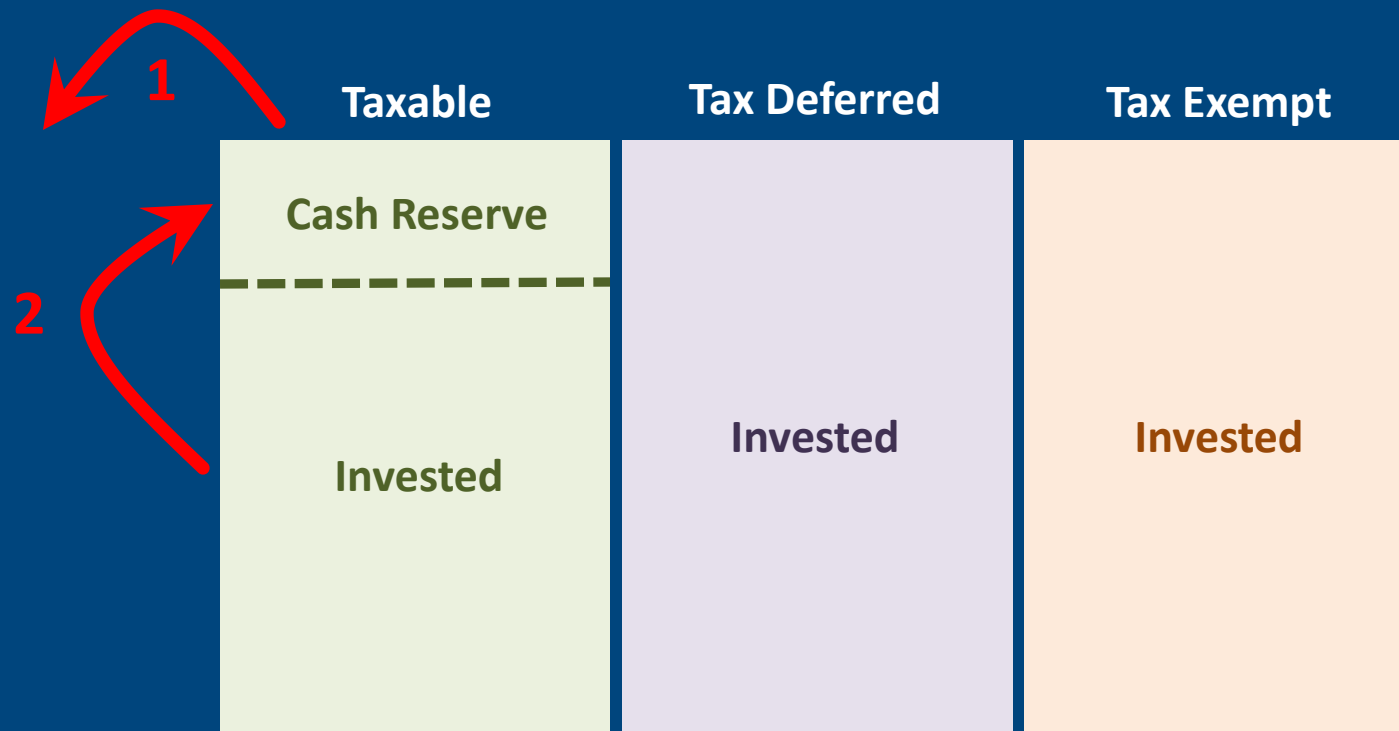 1
Taxable
Tax Deferred
Tax Exempt
Cash Reserve
2
Invested
Invested
Invested